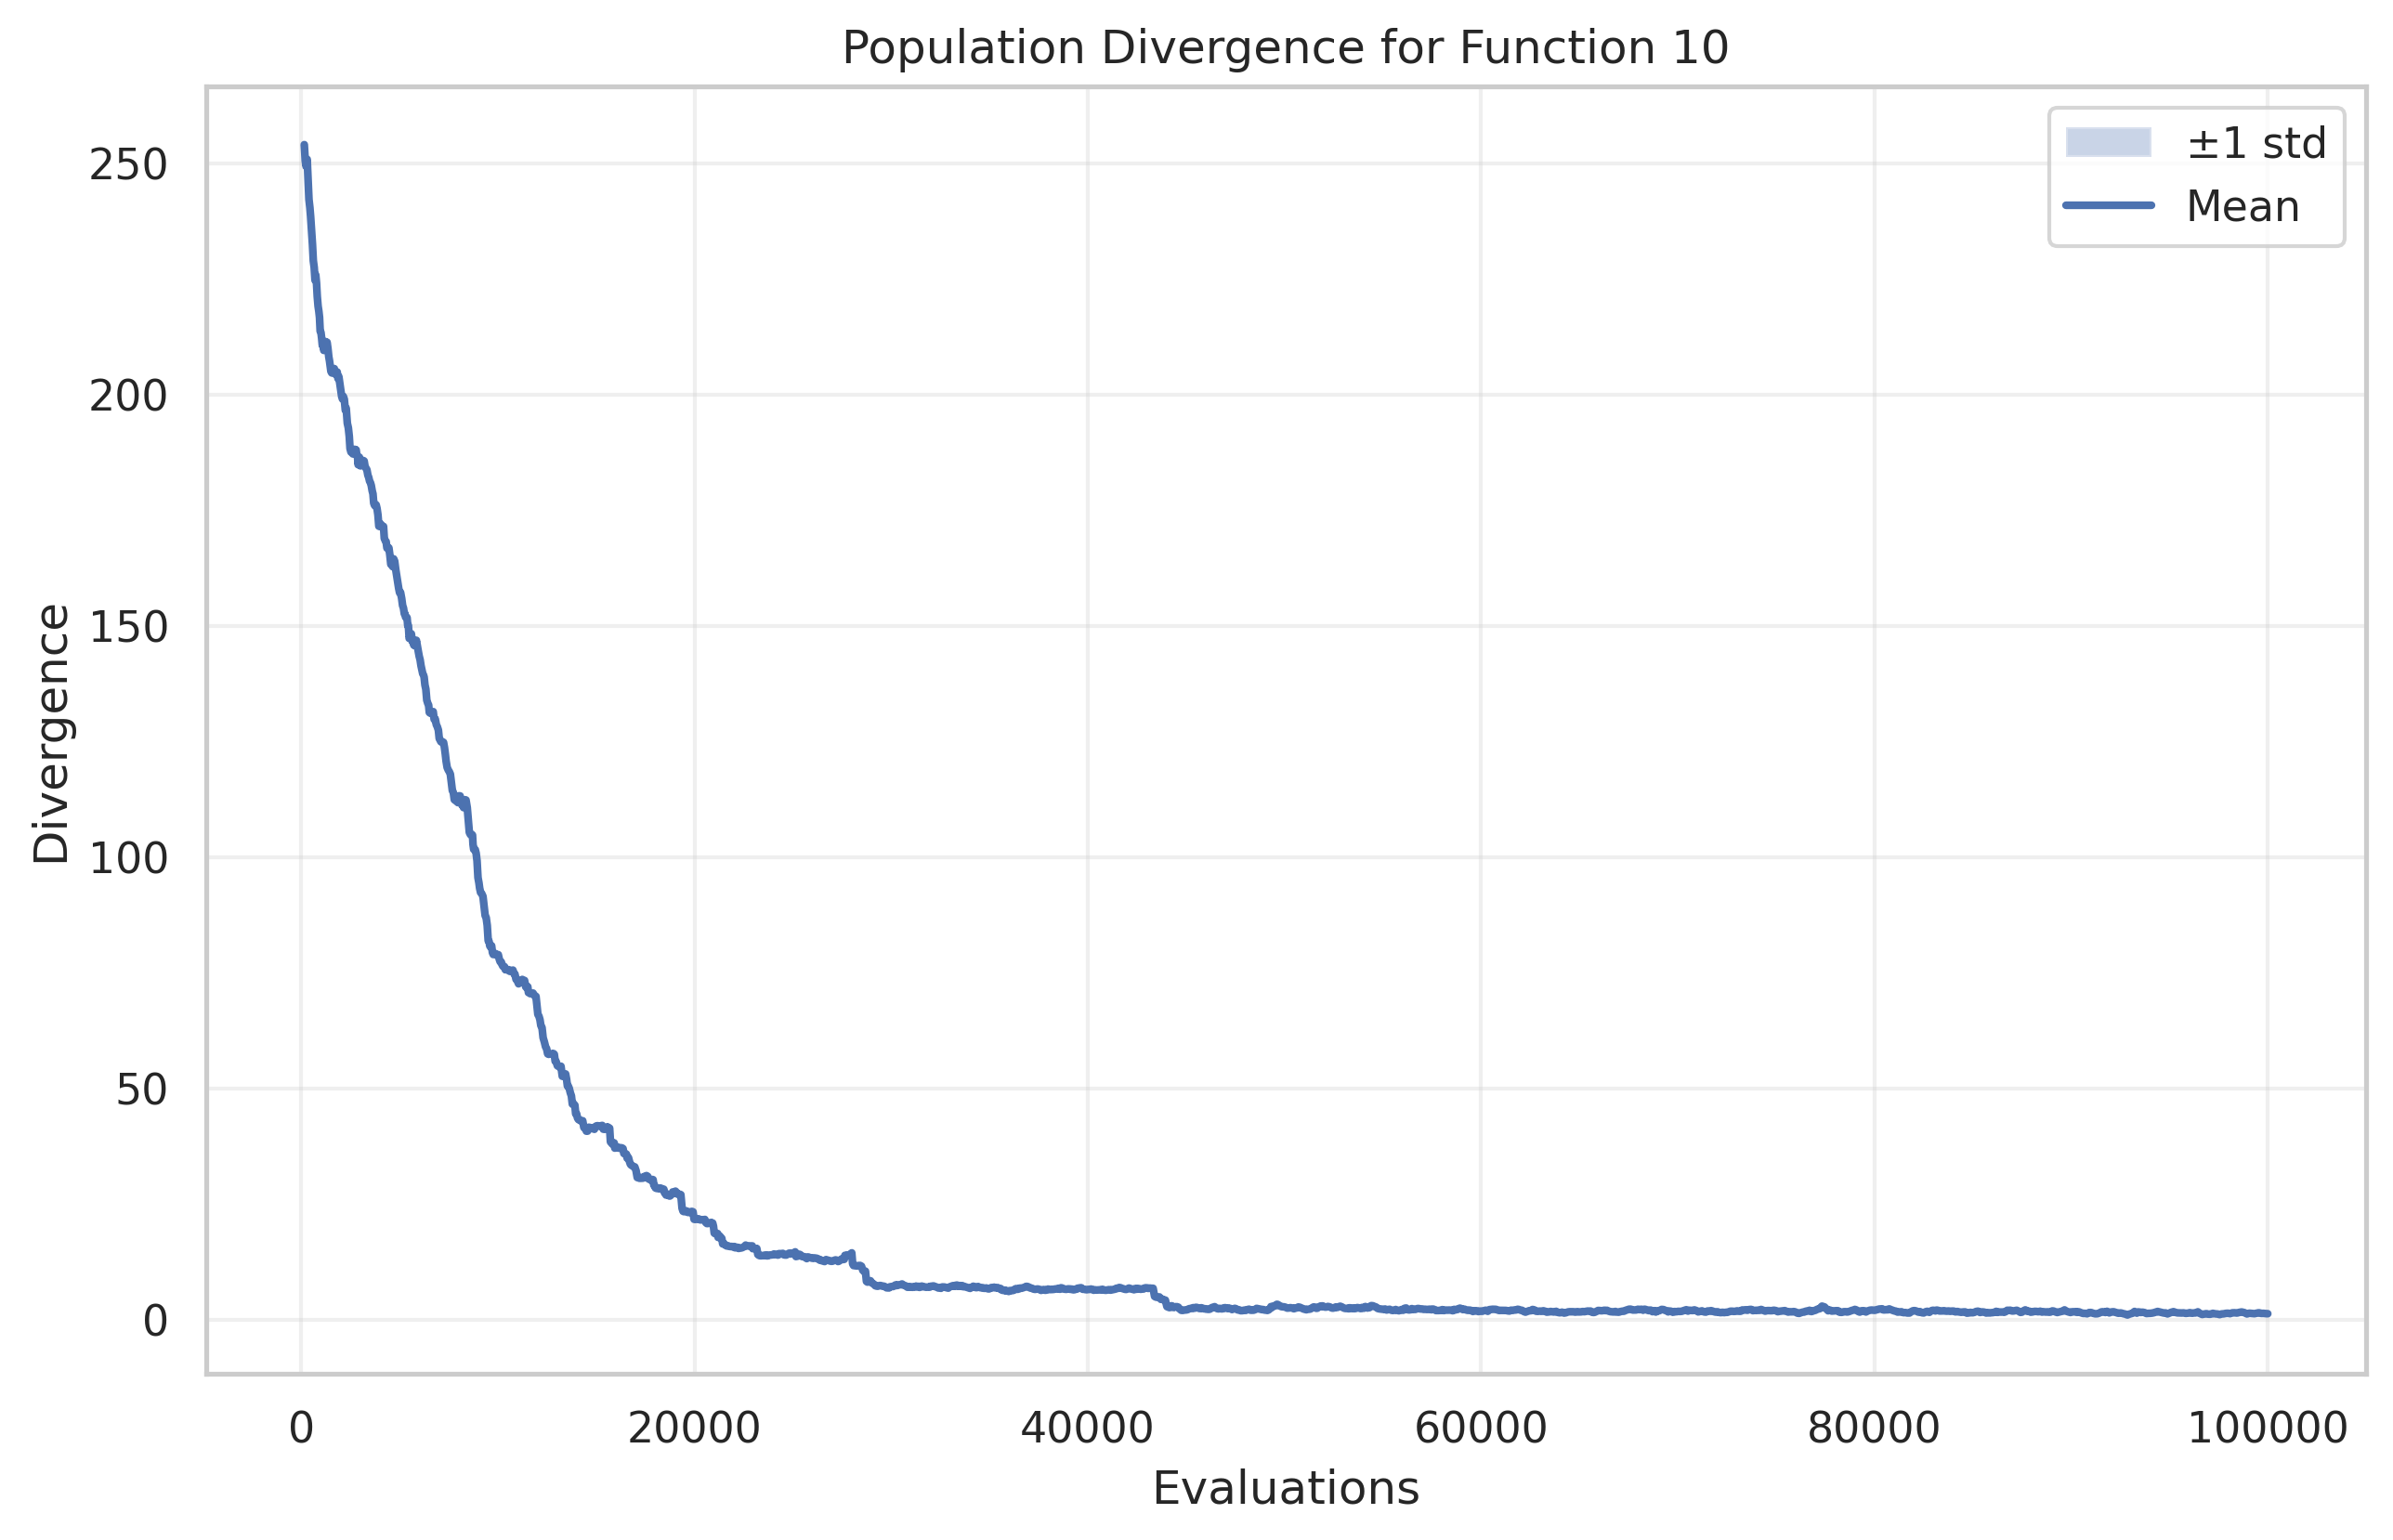 Population Divergence for Function 10
±1 std
Mean
250
200
150
100
50
0
Divergence
0 20000 40000 60000 80000 100000
Evaluations